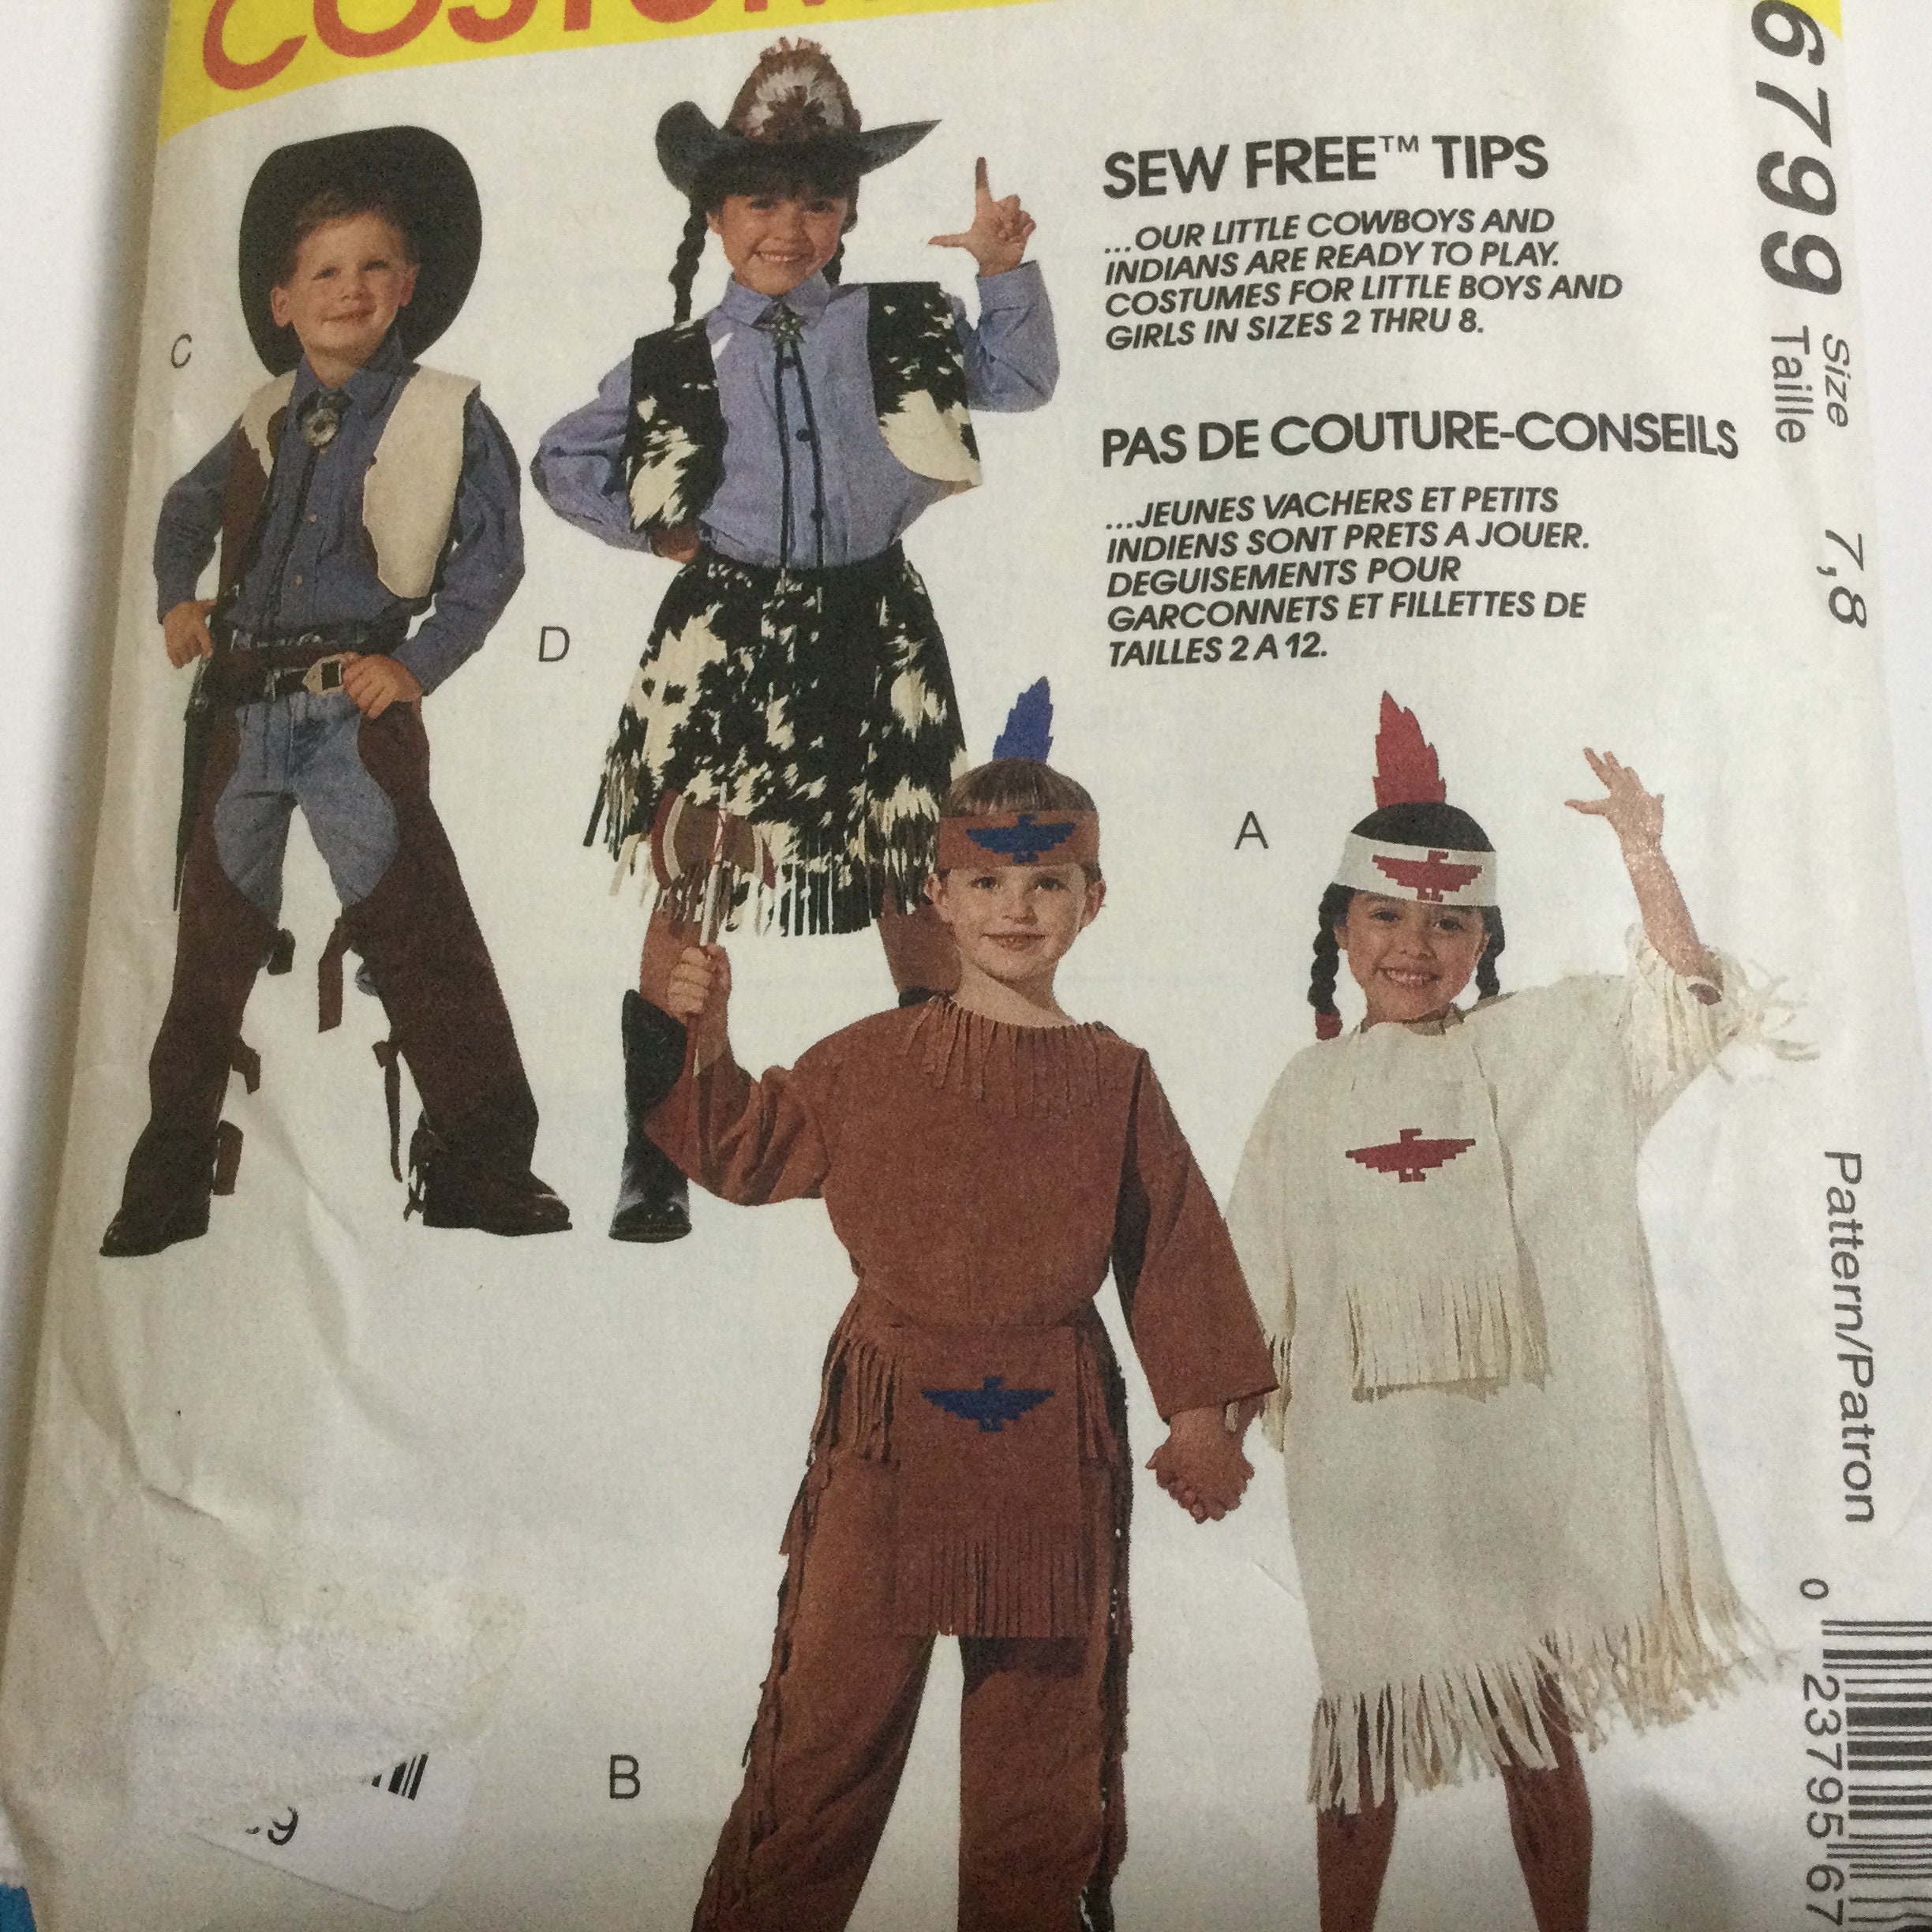 SEW FREE™ TIPS
...OUR LITTLE COWBOYS AND
INDIANS ARE READY TO PLAY.
COSTUMES FOR LITTLE BOYS AND
GIRLS IN SIZES 2 THRU 8.
PAS DE COUTURE-CONSEILS
...JEUNES VACHERS ET PETITS
INDIENS SONT PRETS A JOUER.
DEGUISEMENTS POUR
GARCONNETS ET FILLETTES DE
TAILLES 2 A 12.
C
D
A
B
6799
Size
Taille
7,8
Pattern/Patron
0 23795 67